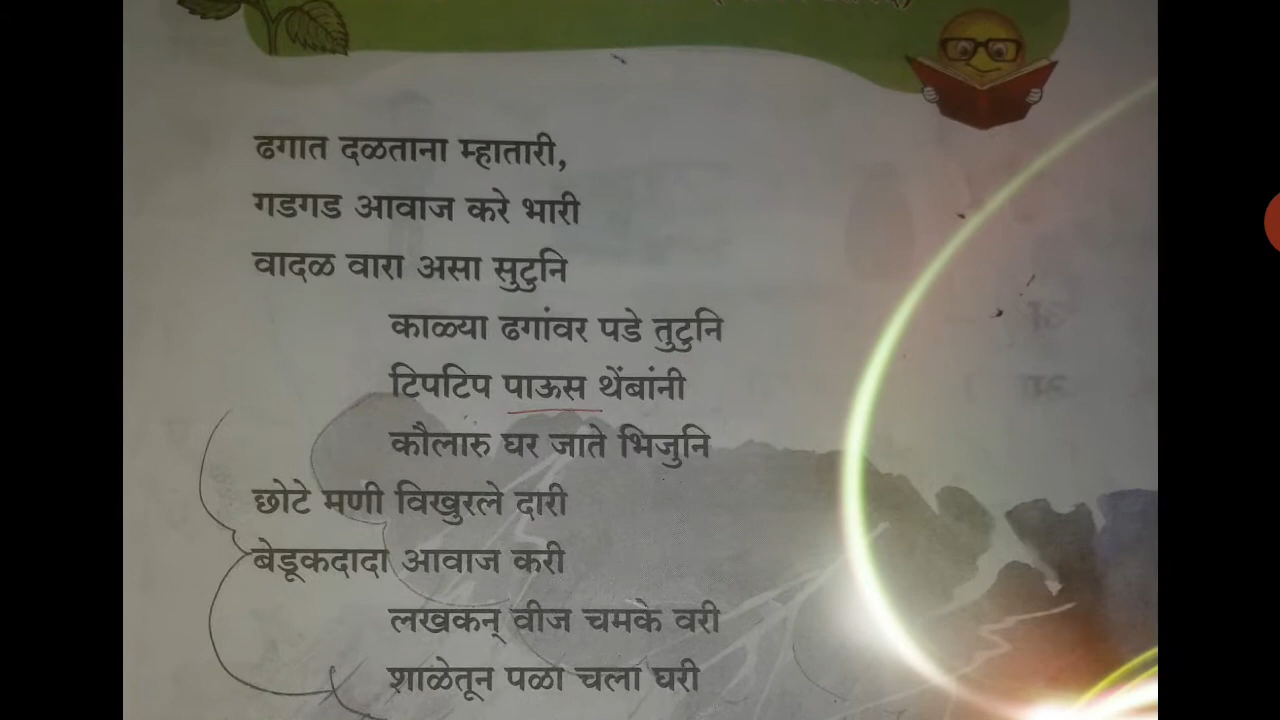 ढगात दळताना म्हातारी,
गडगड आवाज करे भारी
वादळ वारा असा सुटुनि
काळ्या ढगांवर पडे तुटुनि
टिपटिप पाऊस थेंबांनी
कौलारु घर जाते भिजुनि
छोटे मणी विखुरले दारी
बेडूकदादा आवाज करी
लखकन् वीज चमके वरी
शाळेतून पळा चला घरी